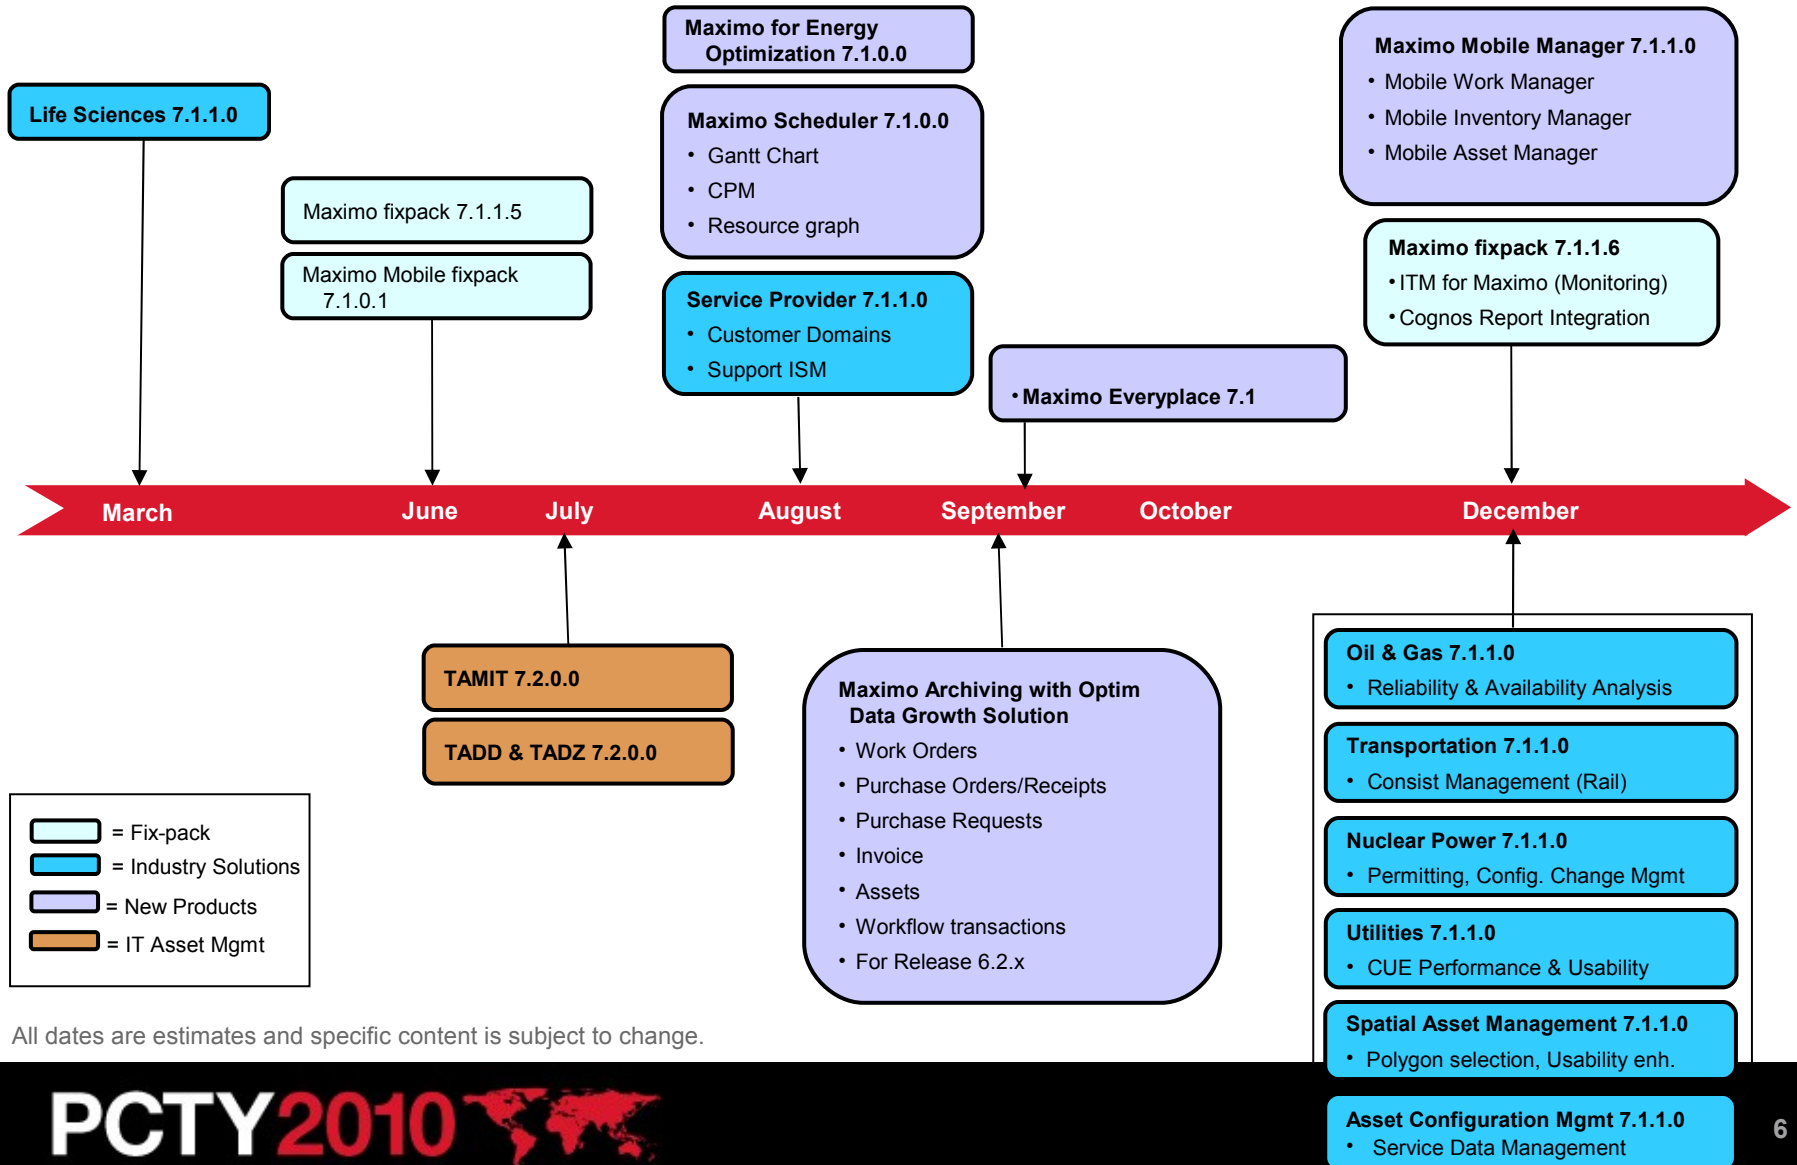 Maximo for Energy
Optimization 7.1.0.0
Maximo Mobile Manager 7.1.1.0
• Mobile Work Manager
• Mobile Inventory Manager
• Mobile Asset Manager
Life Sciences 7.1.1.0
Maximo Scheduler 7.1.0.0
• Gantt Chart
• CPM
• Resource graph
Maximo fixpack 7.1.1.5
Maximo Mobile fixpack
7.1.0.1
Maximo fixpack 7.1.1.6
• ITM for Maximo (Monitoring)
• Cognos Report Integration
Service Provider 7.1.1.0
• Customer Domains
• Support ISM
• Maximo Everyplace 7.1
March
June
July
August
September
October
December
TAMIT 7.2.0.0
TADD & TADZ 7.2.0.0
Maximo Archiving with Optim
Data Growth Solution
• Work Orders
• Purchase Orders/Receipts
• Purchase Requests
• Invoice
• Assets
• Workflow transactions
• For Release 6.2.x
Oil & Gas 7.1.1.0
• Reliability & Availability Analysis
Transportation 7.1.1.0
• Consist Management (Rail)
Nuclear Power 7.1.1.0
• Permitting, Config. Change Mgmt
Utilities 7.1.1.0
• CUE Performance & Usability
Spatial Asset Management 7.1.1.0
• Polygon selection, Usability enh.
Asset Configuration Mgmt 7.1.1.0
• Service Data Management
= Fix-pack
= Industry Solutions
= New Products
= IT Asset Mgmt
All dates are estimates and specific content is subject to change.
PCTY2010
6